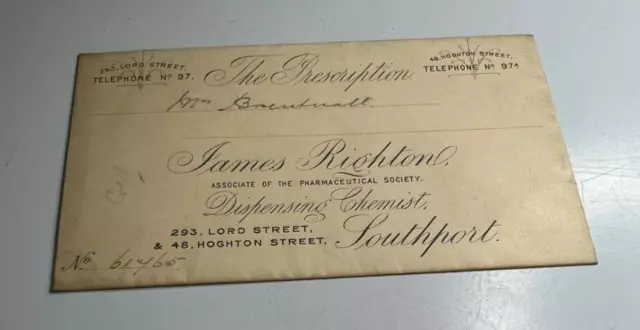 293, LORD STREET,
TELEPHONE No 97.
The Prescription.
48, HOGHTON STREET,
TELEPHONE No 97A
James Righton,
ASSOCIATE OF THE PHARMACEUTICAL SOCIETY.
Dispensing Chemist,
293, LORD STREET,
& 48, HOGHTON STREET,
Southport.
No 61465